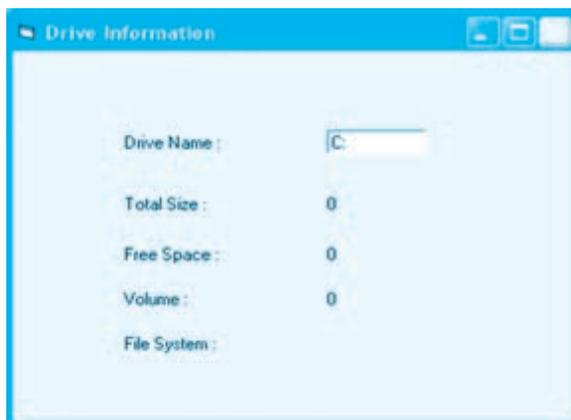 Drive Information
Drive Name : C:
Total Size : 0
Free Space : 0
Volume : 0
File System :